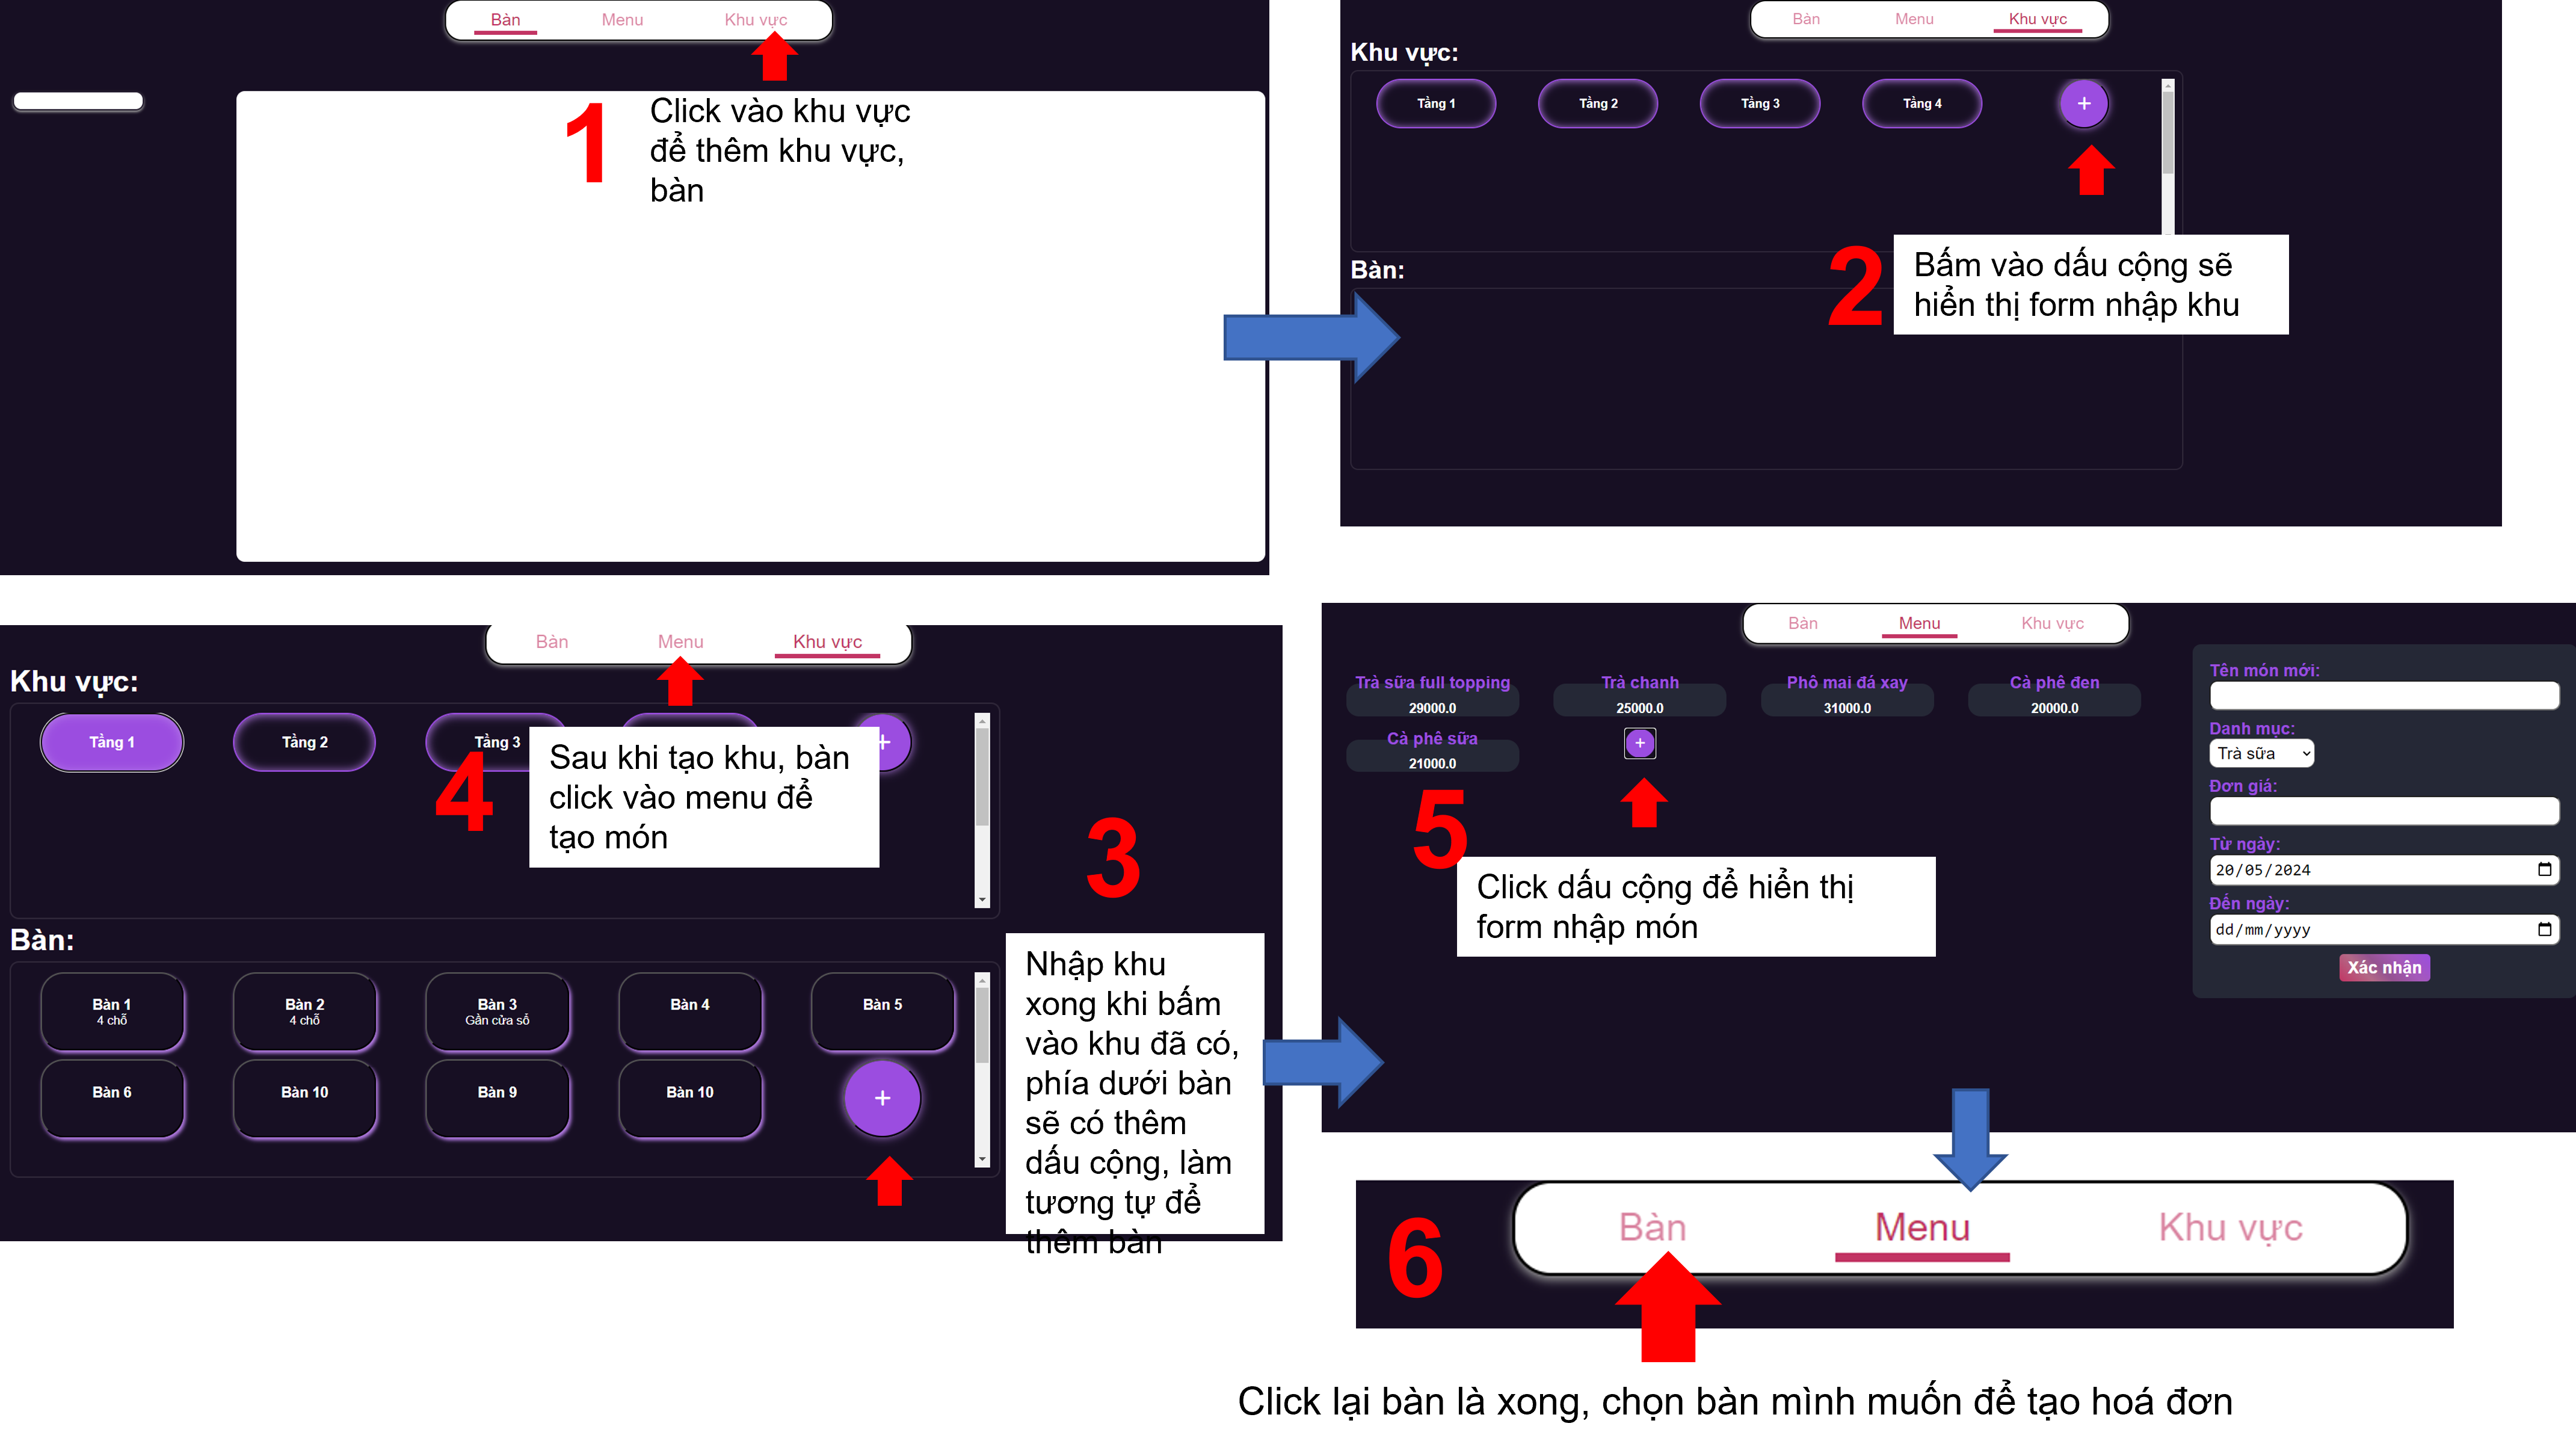 Bàn Menu Khu vực
1
Click vào khu vực
để thêm khu vực,
bàn
Bàn Menu Khu vực
Khu vực:
Tầng 1 Tầng 2 Tầng 3 Tầng 4 +
2
Bấm vào dấu cộng sẽ
hiển thị form nhập khu
Bàn:
Bàn Menu Khu vực
Khu vực:
Tầng 1 Tầng 2 Tầng 3 +
4
Sau khi tạo khu, bàn
click vào menu để
tạo món
3
Nhập khu
xong khi bấm
vào khu đã có,
phía dưới bàn
sẽ có thêm
dấu cộng, làm
tương tự để
thêm bàn
Bàn:
Bàn 1 Bàn 2 Bàn 3 Bàn 4 Bàn 5
4 chỗ 4 chỗ Gần cửa sổ
Bàn 6 Bàn 10 Bàn 9 Bàn 10 +
Bàn Menu Khu vực
Trà sữa full topping Trà chanh Phô mai đá xay Cà phê đen
29000.0 25000.0 31000.0 20000.0
Cà phê sữa +
21000.0
5
Click dấu cộng để hiển thị
form nhập món
Tên món mới:
Danh mục:
Trà sữa
Đơn giá:
Từ ngày:
20/05/2024
Đến ngày:
dd/mm/yyyy
Xác nhận
6
Bàn Menu Khu vực
Click lại bàn là xong, chọn bàn mình muốn để tạo hoá đơn